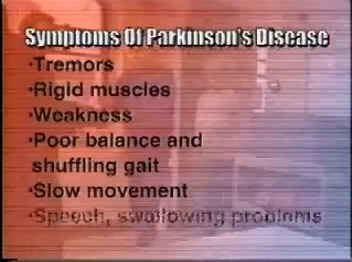 Symptoms Of Parkinson's Disease
·Tremors
·Rigid muscles
·Weakness
·Poor balance and
shuffling gait
·Slow movement
·Speech, swallowing problems